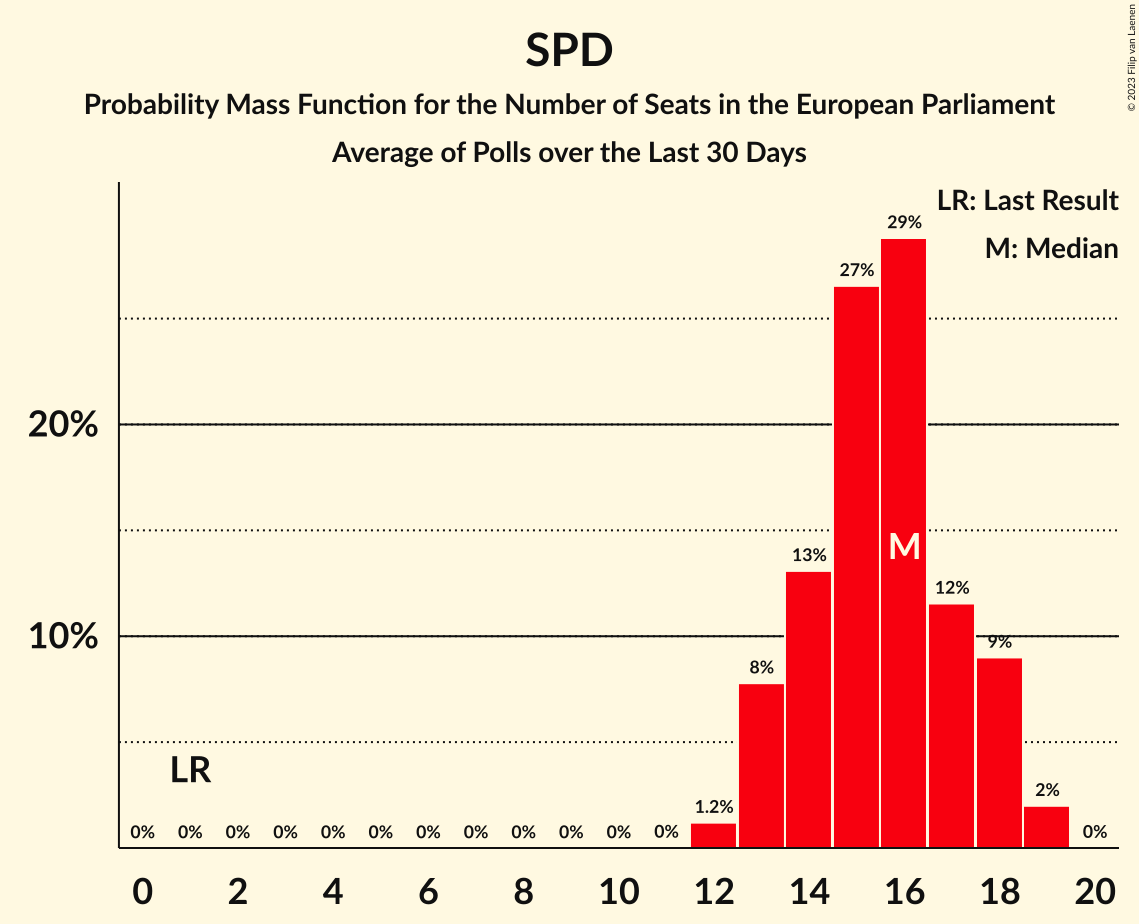 SPD
Probability Mass Function for the Number of Seats in the European Parliament
Average of Polls over the Last 30 Days
© 2023 Filip van Laenen
LR: Last Result
M: Median
29%
27%
20%
M
13%
12%
10%
9%
8%
LR
1.2%
2%
0% 0% 0% 0% 0% 0% 0% 0% 0% 0% 0% 0% 0%
0 2 4 6 8 10 12 14 16 18 20